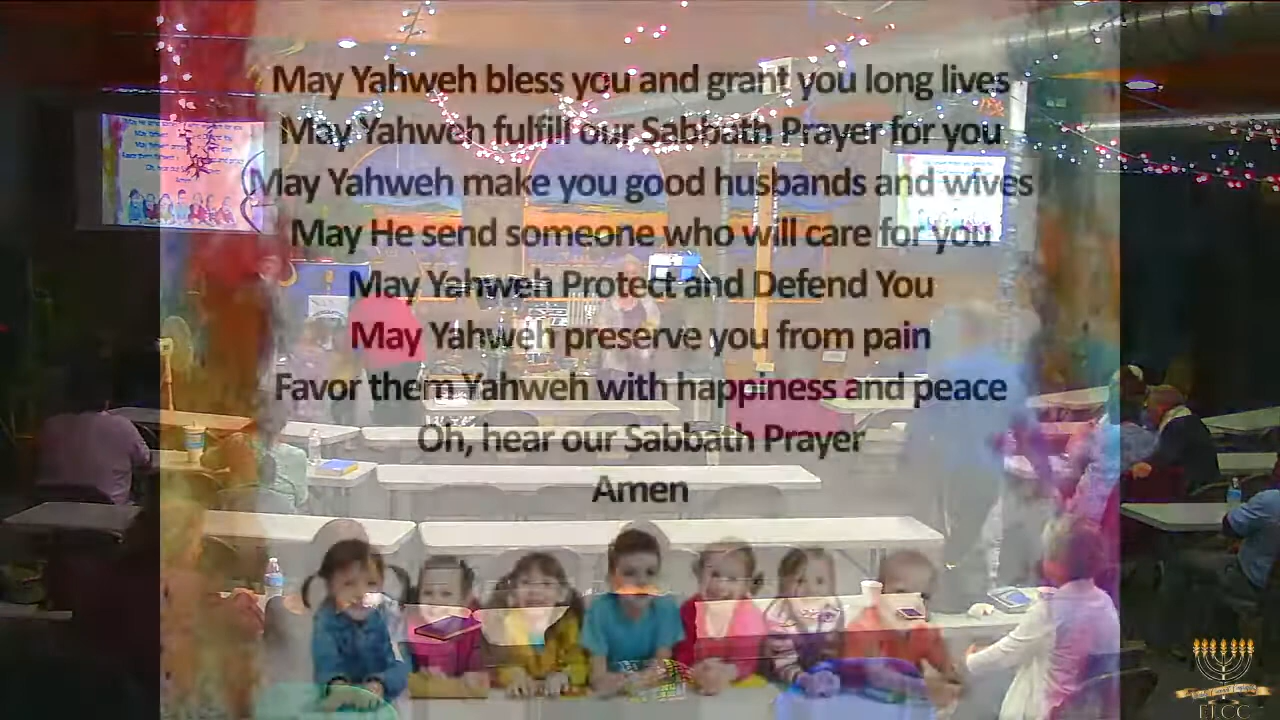 May Yahweh bless you and grant you long lives
May Yahweh fulfill our Sabbath Prayer for you
May Yahweh make you good husbands and wives
May He send someone who will care for you
May Yahweh Protect and Defend You
May Yahweh preserve you from pain
Favor them Yahweh with happiness and peace
Oh, hear our Sabbath Prayer
Amen